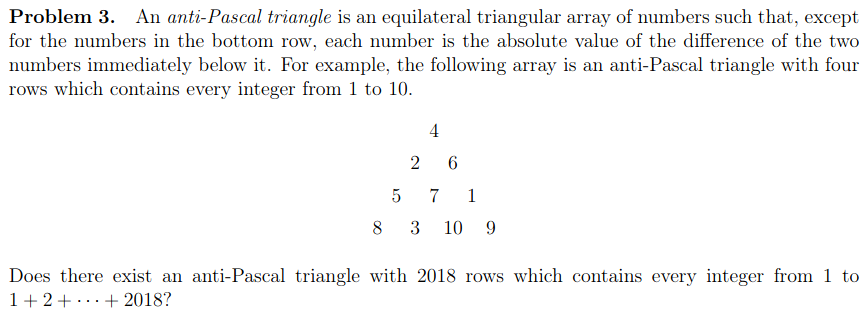 Problem 3. An anti-Pascal triangle is an equilateral triangular array of numbers such that, except
for the numbers in the bottom row, each number is the absolute value of the difference of the two
numbers immediately below it. For example, the following array is an anti-Pascal triangle with four
rows which contains every integer from 1 to 10.
4
2 6
5 7 1
8 3 10 9
Does there exist an anti-Pascal triangle with 2018 rows which contains every integer from 1 to
1 + 2 + ⋯ + 2018?